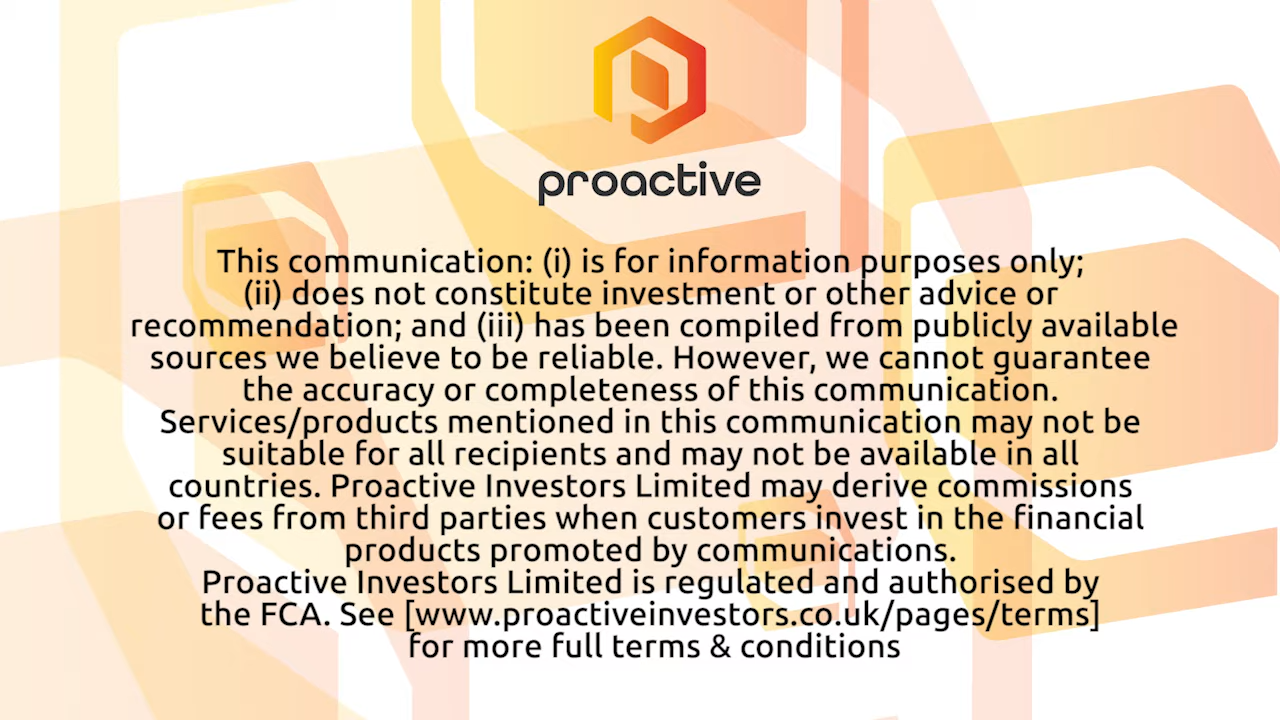 proactive
This communication: (i) is for information purposes only;
(ii) does not constitute investment or other advice or
recommendation; and (iii) has been compiled from publicly available
sources we believe to be reliable. However, we cannot guarantee
the accuracy or completeness of this communication.
Services/products mentioned in this communication may not be
suitable for all recipients and may not be available in all
countries. Proactive Investors Limited may derive commissions
or fees from third parties when customers invest in the financial
products promoted by communications.
Proactive Investors Limited is regulated and authorised by
the FCA. See [www.proactiveinvestors.co.uk/pages/terms]
for more full terms & conditions